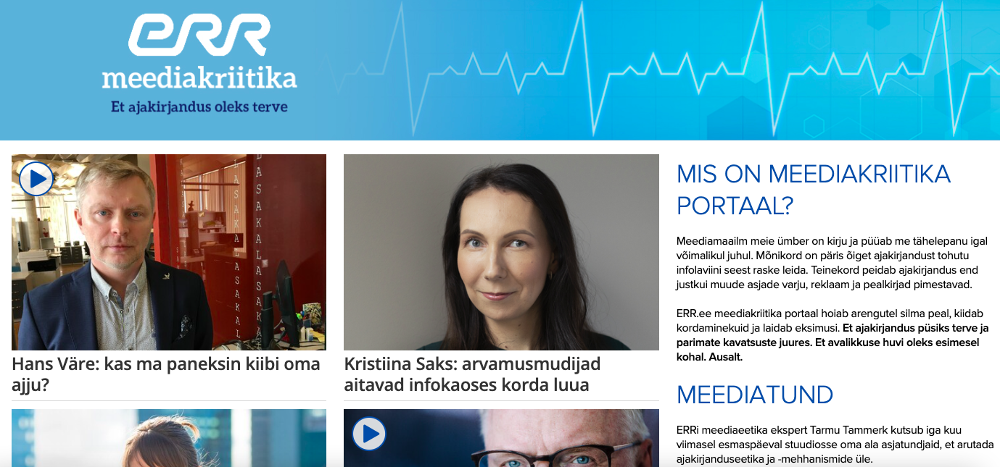 err
meediakriitika
Et ajakirjandus oleks terve
Hans Väre: kas ma paneksin kiibi oma
ajju?
Kristiina Saks: arvamusmudijad
aitavad infokaoses korda luua
MIS ON MEEDIAKRIITIKA
PORTAAL?
Meediamaailm meie ümber on kirju ja püüab me tähelepanu igal
võimalikul juhul. Mõnikord on päris õiget ajakirjandust tohutu
infolaviini seest raske leida. Teinekord peidab ajakirjandus end
justkui muude asjade varju, reklaam ja pealkirjad pimestavad.
ERR.ee meediakriitika portaal hoiab arengutel silma peal, kiidab
kordaminekuid ja laidab eksimusi. Et ajakirjandus püsiks terve ja
parimate kavatsuste juures. Et avalikkuse huvi oleks esimesel
kohal. Ausalt.
MEEDIATUND
ERRi meediaeetika ekspert Tarmu Tammerk kutsub iga kuu
viimasel esmaspäeval stuudiosse oma ala asjatundjaid, et arutada
ajakirjanduseetika ja -mehhanismide üle.